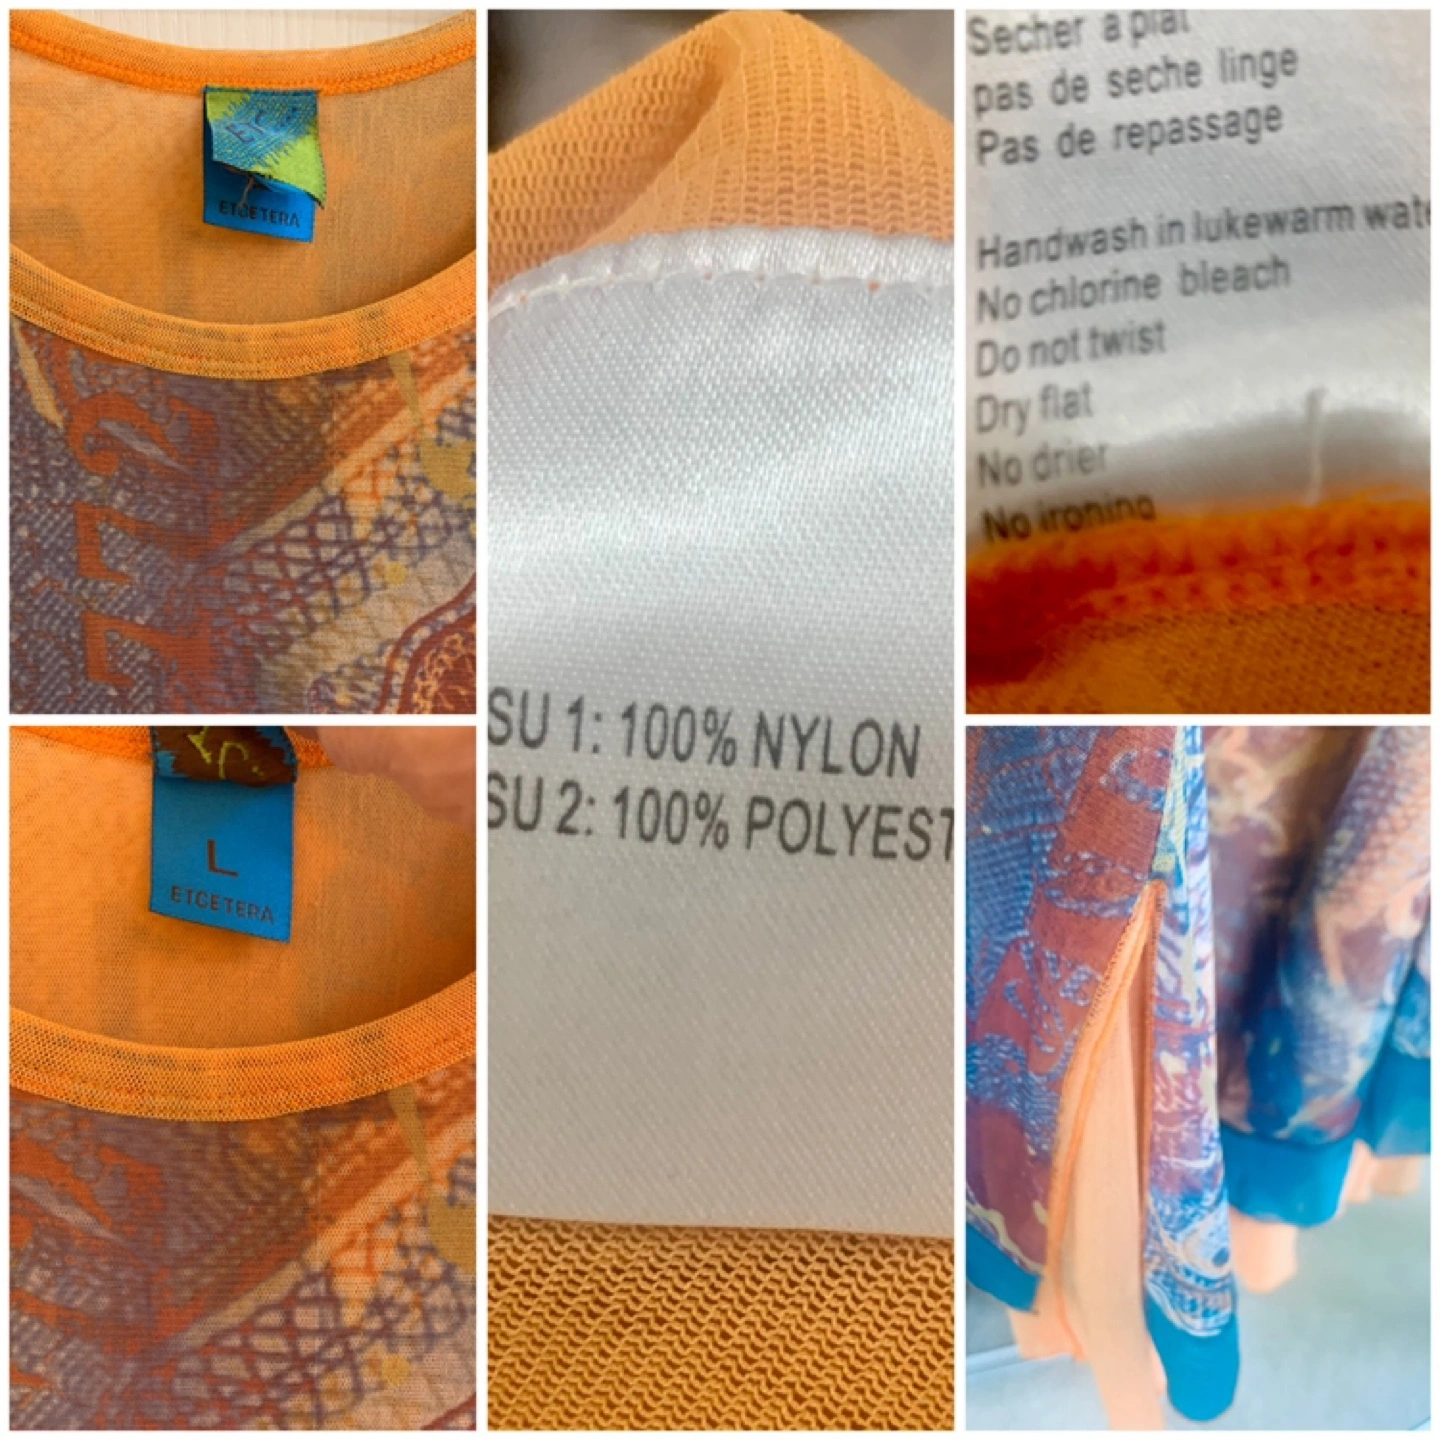 ETCETERA
L
ETCETERA
SU 1: 100% NYLON
SU 2: 100% POLYEST
Secher a plat
pas de seche linge
Pas de repassage
Handwash in lukewarm wate
No chlorine bleach
Do not twist
Dry flat
No drier
No ironing